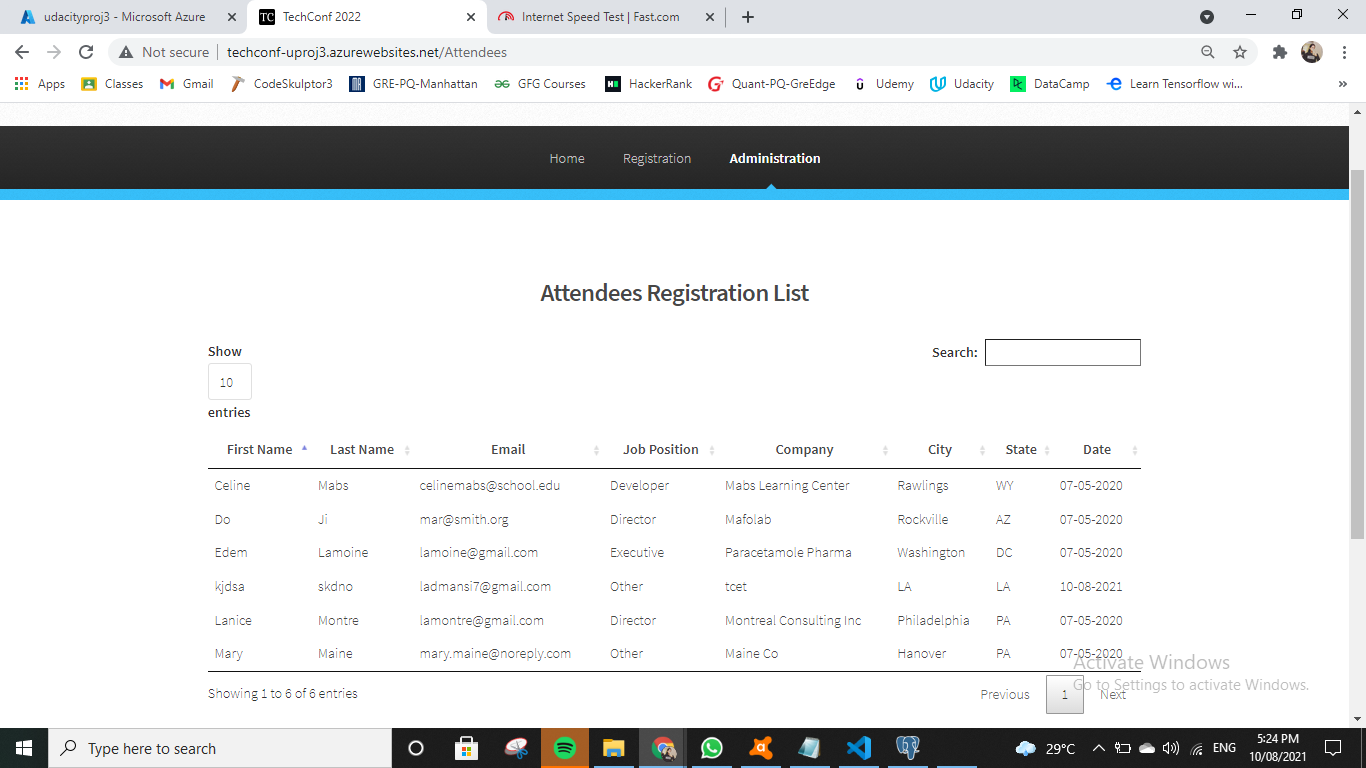 udacityproj3 - Microsoft Azure
TC TechConf 2022
Internet Speed Test | Fast.com
Not secure | techconf-uproj3.azurewebsites.net/Attendees
Apps Classes Gmail CodeSkulptor3 GRE-PQ-Manhattan GFG Courses HackerRank Quant-PQ-GreEdge Udemy Udacity DataCamp Learn Tensorflow wi... »
Home Registration Administration
Attendees Registration List
Show
10
entries
Search:
First Name Last Name Email Job Position Company City State Date
Celine Mabs celinemabs@school.edu Developer Mabs Learning Center Rawlings WY 07-05-2020
Do Ji mar@smith.org Director Mafolab Rockville AZ 07-05-2020
Edem Lamoine lamoine@gmail.com Executive Paracetamole Pharma Washington DC 07-05-2020
kjdsa skdno ladmansi7@gmail.com Other tcet LA LA 10-08-2021
Lanice Montre lamontre@gmail.com Director Montreal Consulting Inc Philadelphia PA 07-05-2020
Mary Maine mary.maine@noreply.com Other Maine Co Hanover PA 07-05-2020
Showing 1 to 6 of 6 entries
Previous 1 Next
Activate Windows
Go to Settings to activate Windows.
Type here to search
29°C
ENG
5:24 PM
10/08/2021